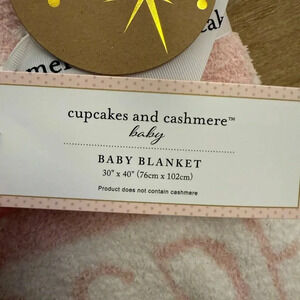 cupcakes and cashmere™
baby
BABY BLANKET
30" x 40" (76cm x 102cm)
Product does not contain cashmere